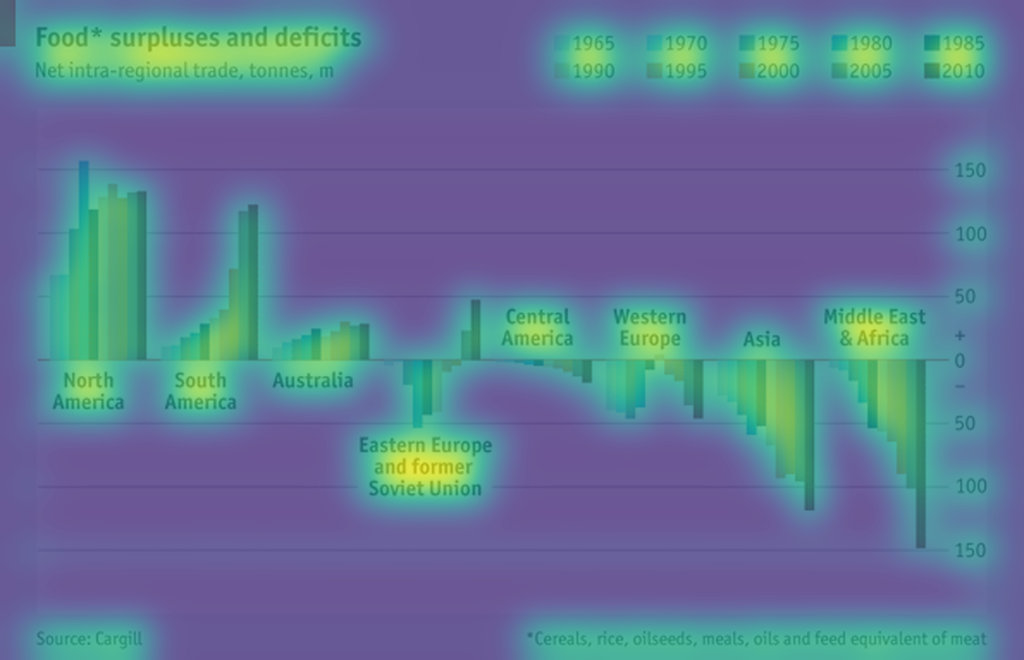 Food* surpluses and deficits
Net intra-regional trade, tonnes, m
1965 1970 1975 1980 1985
1990 1995 2000 2005 2010
150
100
50
+
0
−
50
100
150
North
America
South
America
Australia
Eastern Europe
and former
Soviet Union
Central
America
Western
Europe
Asia
Middle East
& Africa
Source: Cargill
*Cereals, rice, oilseeds, meals, oils and feed equivalent of meat